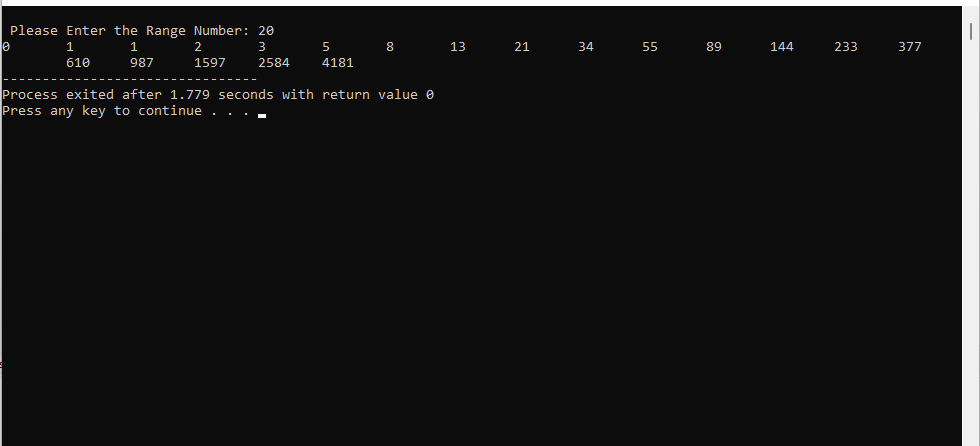 Please Enter the Range Number: 20
0 1 1 2 3 5 8 13 21 34 55 89 144 233 377
610 987 1597 2584 4181
--------------------------------
Process exited after 1.779 seconds with return value 0
Press any key to continue . . .